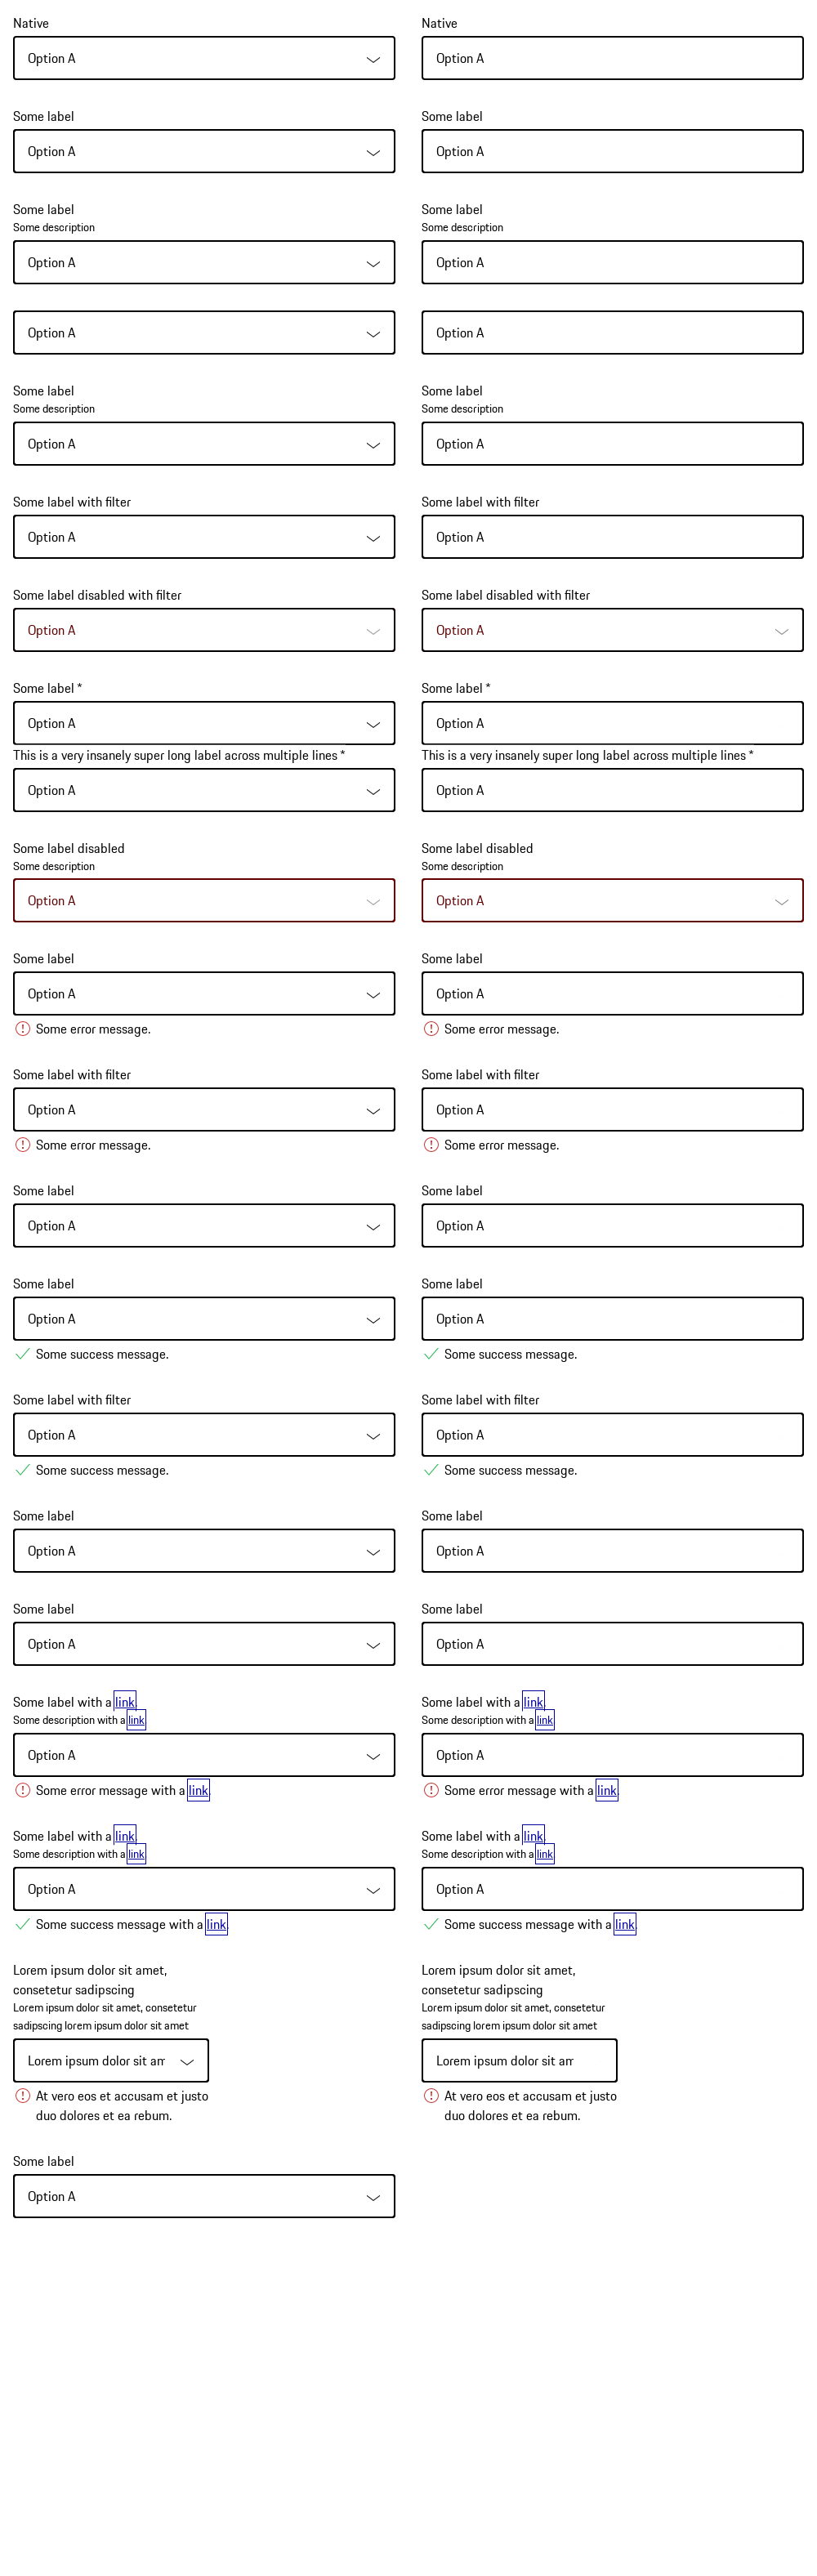 Native
Option A
Some label
Option A
Some label
Some description
Option A
Option A
Some label
Some description
Option A
Some label with filter
Option A
Some label disabled with filter
Option A
Some label *
Option A
This is a very insanely super long label across multiple lines *
Option A
Some label disabled
Some description
Option A
Some label
Option A
Some error message.
Some label with filter
Option A
Some error message.
Some label
Option A
Some label
Option A
Some success message.
Some label with filter
Option A
Some success message.
Some label
Option A
Some label
Option A
Some label with a link.
Some description with a link.
Option A
Some error message with a link.
Some label with a link.
Some description with a link.
Option A
Some success message with a link.
Lorem ipsum dolor sit amet,
consetetur sadipscing
Lorem ipsum dolor sit amet, consetetur
sadipscing lorem ipsum dolor sit amet
Lorem ipsum dolor sit am
At vero eos et accusam et justo
duo dolores et ea rebum.
Some label
Option A
Native
Option A
Some label
Option A
Some label
Some description
Option A
Option A
Some label
Some description
Option A
Some label with filter
Option A
Some label disabled with filter
Option A
Some label *
Option A
This is a very insanely super long label across multiple lines *
Option A
Some label disabled
Some description
Option A
Some label
Option A
Some error message.
Some label with filter
Option A
Some error message.
Some label
Option A
Some label
Option A
Some success message.
Some label with filter
Option A
Some success message.
Some label
Option A
Some label
Option A
Some label with a link.
Some description with a link.
Option A
Some error message with a link.
Some label with a link.
Some description with a link.
Option A
Some success message with a link.
Lorem ipsum dolor sit amet,
consetetur sadipscing
Lorem ipsum dolor sit amet, consetetur
sadipscing lorem ipsum dolor sit amet
Lorem ipsum dolor sit am
At vero eos et accusam et justo
duo dolores et ea rebum.